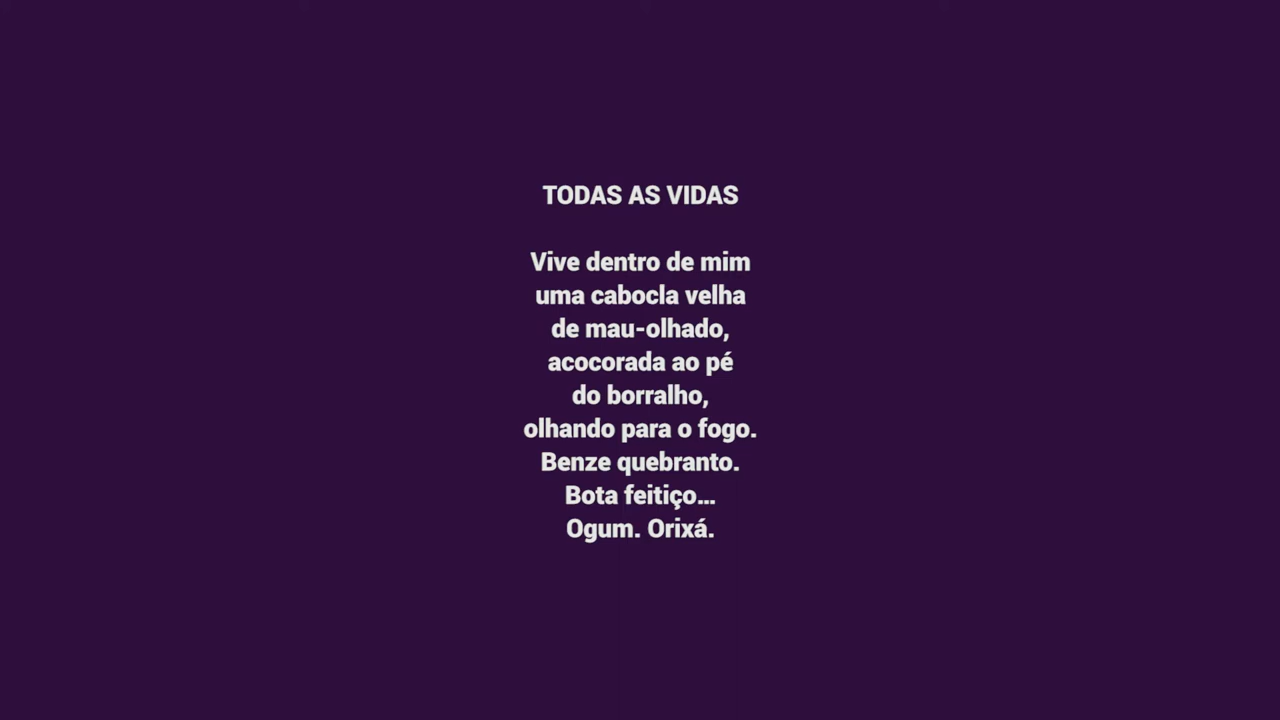 TODAS AS VIDAS
Vive dentro de mim
uma cabocla velha
de mau-olhado,
acocorada ao pé
do borralho,
olhando para o fogo.
Benze quebranto.
Bota feitiço...
Ogum. Orixá.